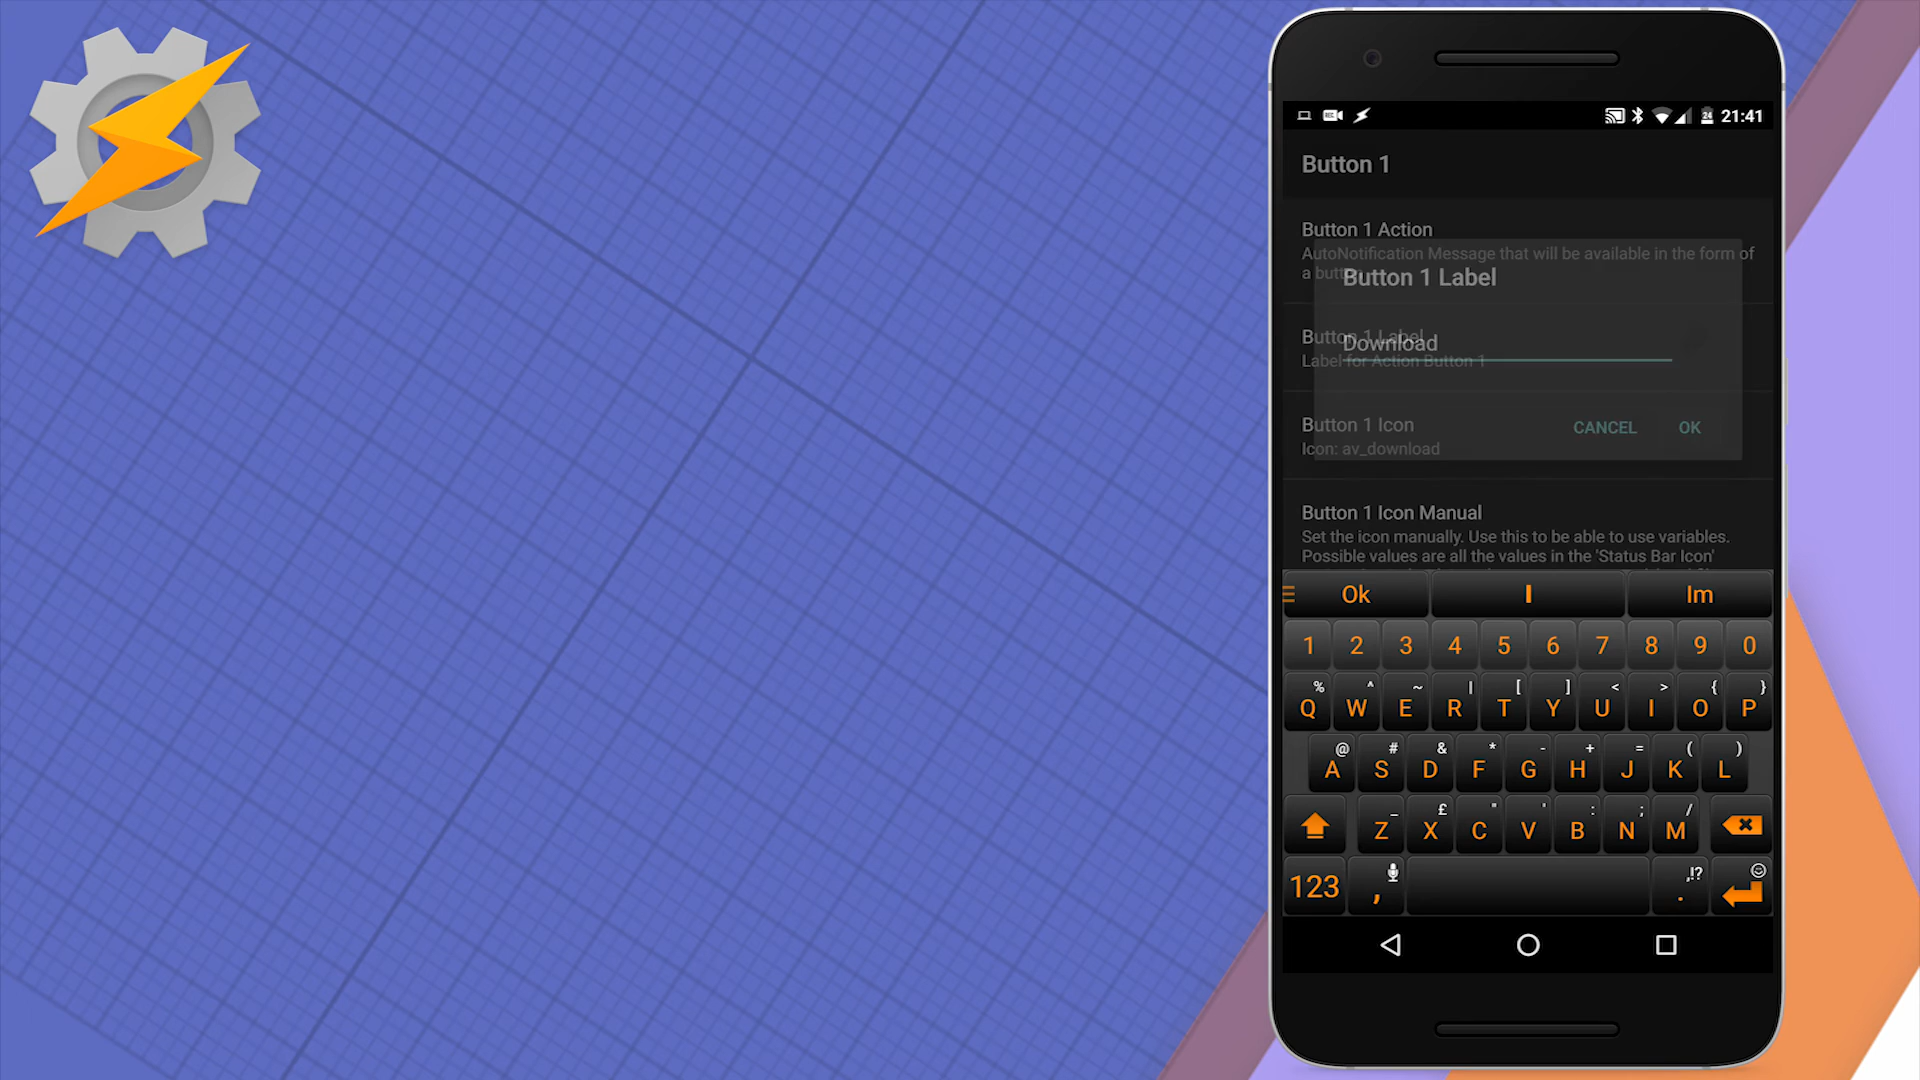 REC 24 21:41
Button 1
Button 1 Action
AutoNotification Message that will be available in the form of
a button
Button 1 Label
Button 1 Label
Download
Label for Action Button 1
Button 1 Icon
CANCEL OK
Icon: av_download
Button 1 Icon Manual
Set the icon manually. Use this to be able to use variables.
Possible values are all the values in the 'Status Bar Icon'
Ok I Im
1 2 3 4 5 6 7 8 9 0
% ^ ~ | [ ] < > { }
Q W E R T Y U I O P
@ # & * - + = ( )
A S D F G H J K L
_ £ " ' : ; /
Z X C V B N M
,!?
123 , .